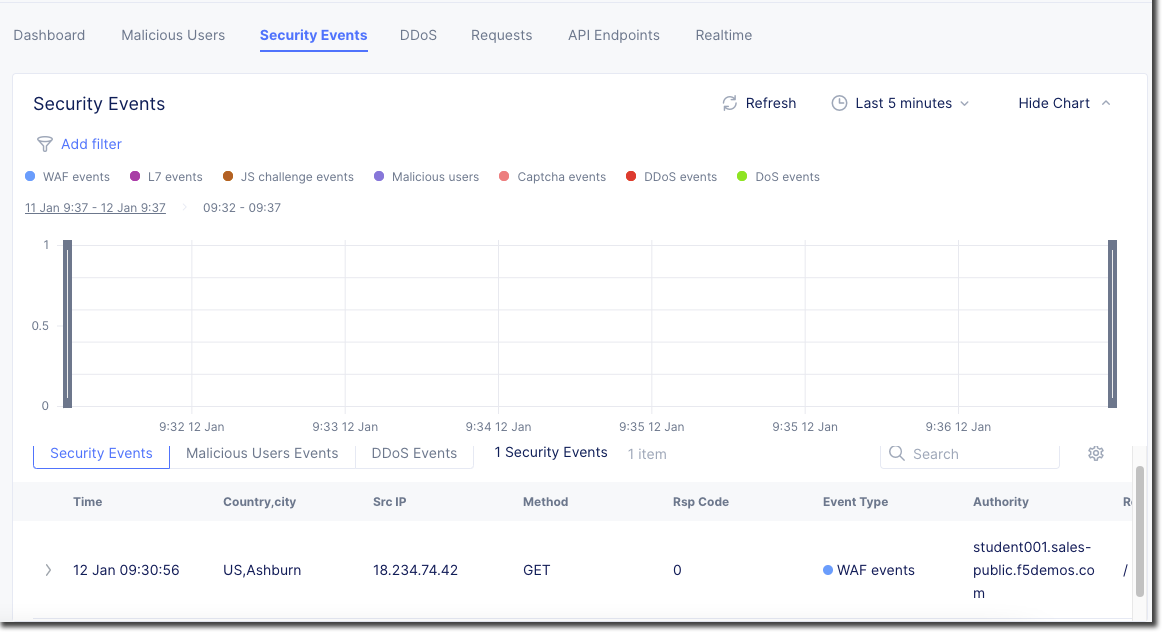 Dashboard Malicious Users Security Events DDoS Requests API Endpoints Realtime
Security Events Refresh Last 5 minutes Hide Chart
Add filter
WAF events L7 events JS challenge events Malicious users Captcha events DDoS events DoS events
11 Jan 9:37 - 12 Jan 9:37 09:32 - 09:37
1
0.5
0
9:32 12 Jan 9:33 12 Jan 9:34 12 Jan 9:35 12 Jan 9:35 12 Jan 9:36 12 Jan
Security Events Malicious Users Events DDoS Events 1 Security Events 1 item Search
Time Country,city Src IP Method Rsp Code Event Type Authority
student001.sales-
12 Jan 09:30:56 US,Ashburn 18.234.74.42 GET 0 WAF events public.f5demos.co /
m